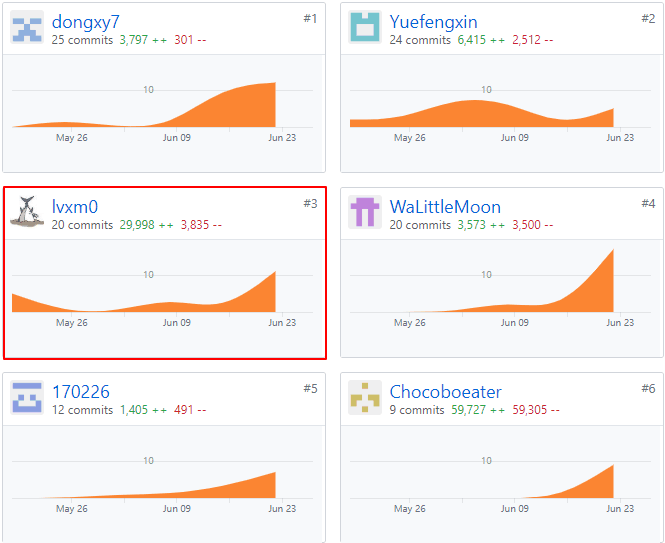 dongxy7 #1
25 commits 3,797 ++ 301 --
10
May 26 Jun 09 Jun 23
Yuefengxin #2
24 commits 6,415 ++ 2,512 --
10
May 26 Jun 09 Jun 23
lvxm0 #3
20 commits 29,998 ++ 3,835 --
10
May 26 Jun 09 Jun 23
WaLittleMoon #4
20 commits 3,573 ++ 3,500 --
10
May 26 Jun 09 Jun 23
170226 #5
12 commits 1,405 ++ 491 --
10
May 26 Jun 09 Jun 23
Chocoboeater #6
9 commits 59,727 ++ 59,305 --
10
May 26 Jun 09 Jun 23